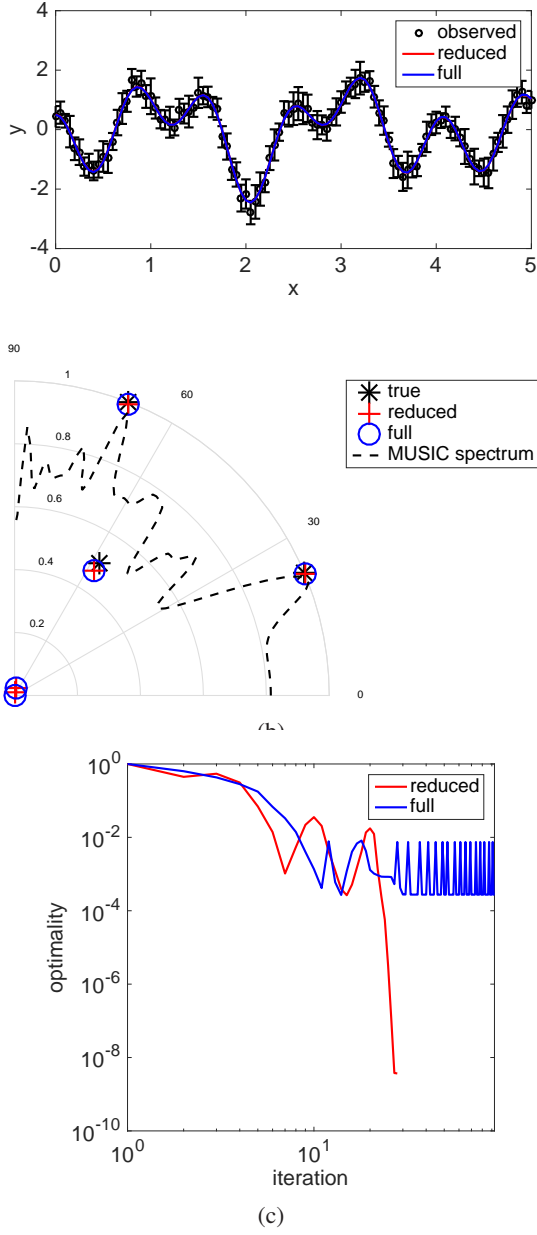 4
2
0
-2
-4
y
observed
reduced
full
0 1 2 3 4 5
x
90
1
60
0.8
0.6
30
0.4
0.2
0
true
reduced
full
MUSIC spectrum
10^0
10^-2
10^-4
10^-6
10^-8
10^-10
optimality
reduced
full
10^0 10^1
iteration
(c)